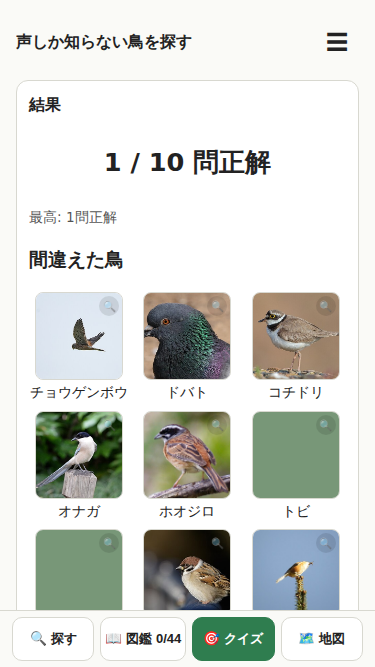 声しか知らない鳥を探す
結果
1 / 10 問正解
最高: 1問正解
間違えた鳥
チョウゲンボウ ドバト コチドリ
オナガ ホオジロ トビ
探す 図鑑 0/44 クイズ 地図